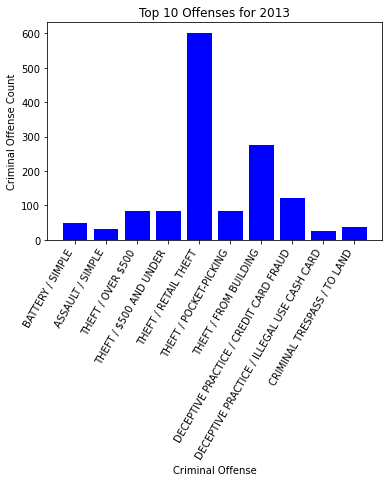 Top 10 Offenses for 2013
Criminal Offense Count
600
500
400
300
200
100
0
BATTERY / SIMPLE
ASSAULT / SIMPLE
THEFT / OVER $500
THEFT / $500 AND UNDER
THEFT / RETAIL THEFT
THEFT / POCKET-PICKING
THEFT / FROM BUILDING
DECEPTIVE PRACTICE / CREDIT CARD FRAUD
DECEPTIVE PRACTICE / ILLEGAL USE CASH CARD
CRIMINAL TRESPASS / TO LAND
Criminal Offense